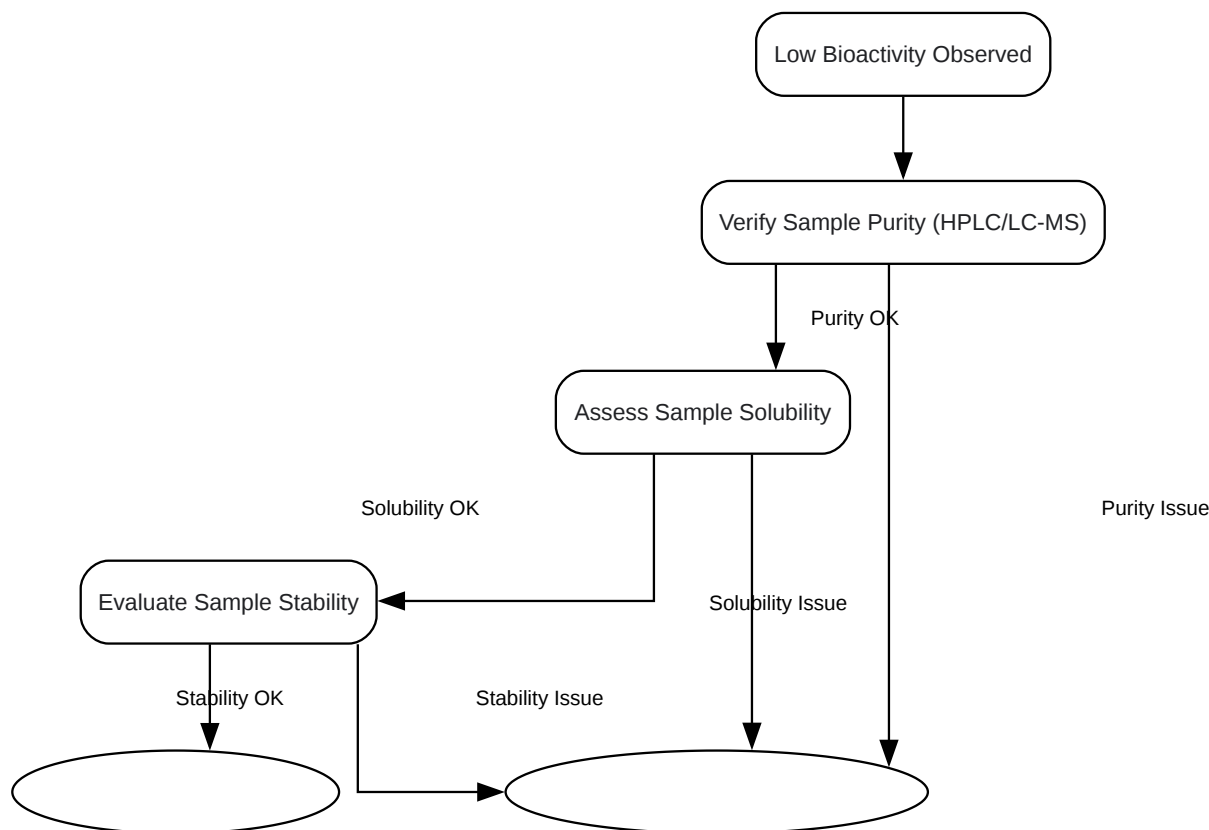 Low Bioactivity Observed
Verify Sample Purity (HPLC/LC-MS)
Purity OK
Assess Sample Solubility
Solubility OK
Purity Issue
Evaluate Sample Stability
Solubility Issue
Stability OK
Stability Issue